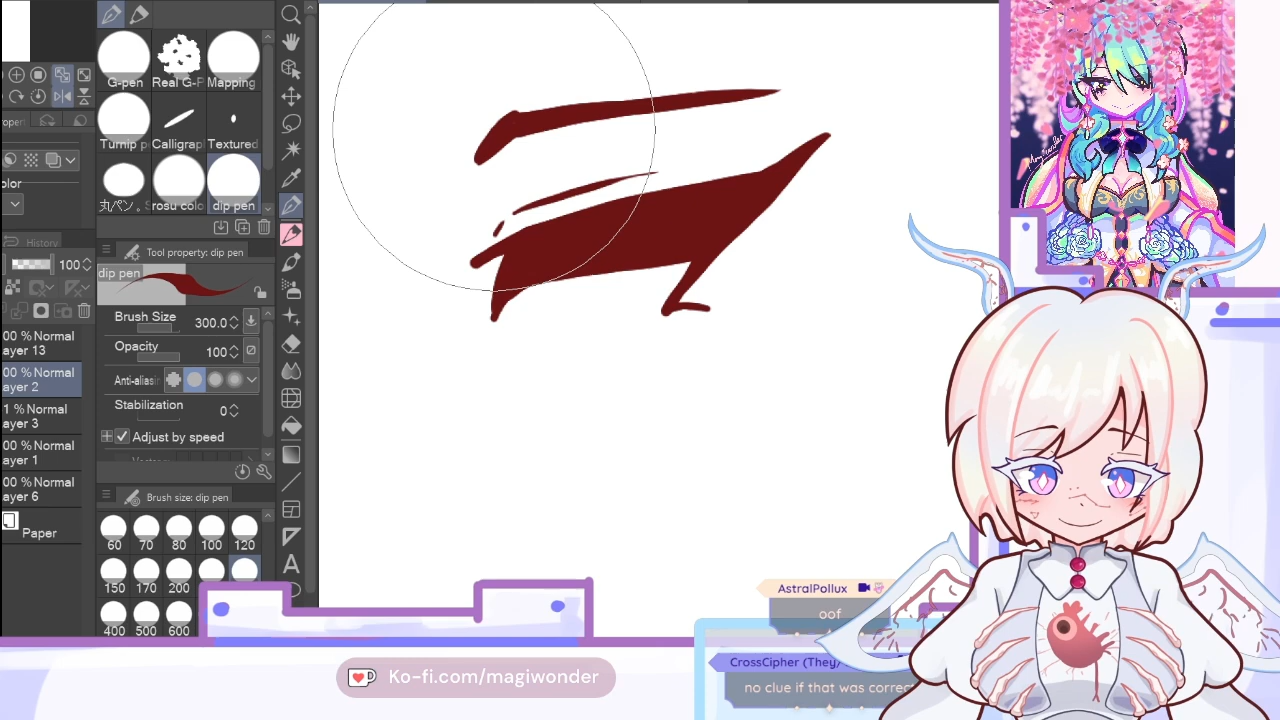 G-pen
Real G-P
Mapping
Turnip p
Calligrap
Textured
丸ペン。S
rosu colo
dip pen
oper
olor
History
100
Tool property: dip pen
dip pen
Brush Size
300.0
Opacity
100
Anti-aliasin
Stabilization
0
Adjust by speed
00 %Normal
ayer 13
00 %Normal
ayer 2
1 %Normal
ayer 3
00 %Normal
ayer 1
00 %Normal
ayer 6
Paper
Brush size: dip pen
60
70
80
100
120
150
170
200
400
500
600
A
Ko-fi.com/magiwonder
AstralPollux
oof
CrossCipher (They/
no clue if that was correct